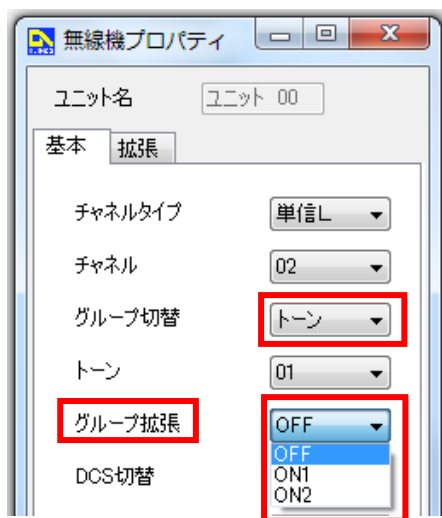 無線機プロパティ
ユニット名 ユニット 00
基本 拡張
チャネルタイプ 単信L
チャネル 02
グループ切替 トーン
トーン 01
グループ拡張 OFF
OFF
DCS切替 ON1
ON2